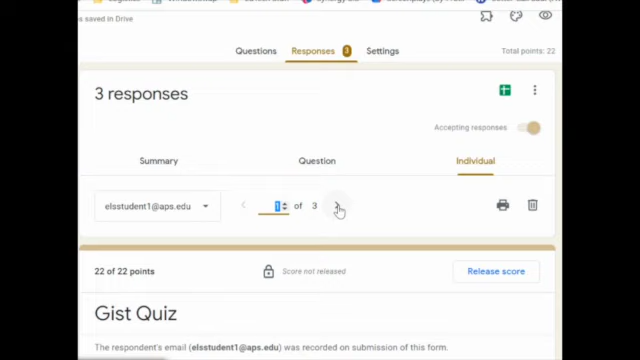 s saved in Drive
Questions Responses 3 Settings Total points: 22
3 responses
Accepting responses
Summary Question Individual
elsstudent1@aps.edu 1 of 3
22 of 22 points Score not released Release score
Gist Quiz
The respondent's email (elsstudent1@aps.edu) was recorded on submission of this form.